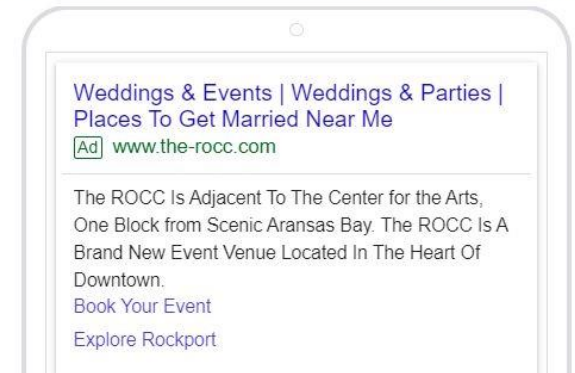 Weddings & Events | Weddings & Parties |
Places To Get Married Near Me
Ad www.the-rocc.com
The ROCC Is Adjacent To The Center for the Arts,
One Block from Scenic Aransas Bay. The ROCC Is A
Brand New Event Venue Located In The Heart Of
Downtown.
Book Your Event
Explore Rockport